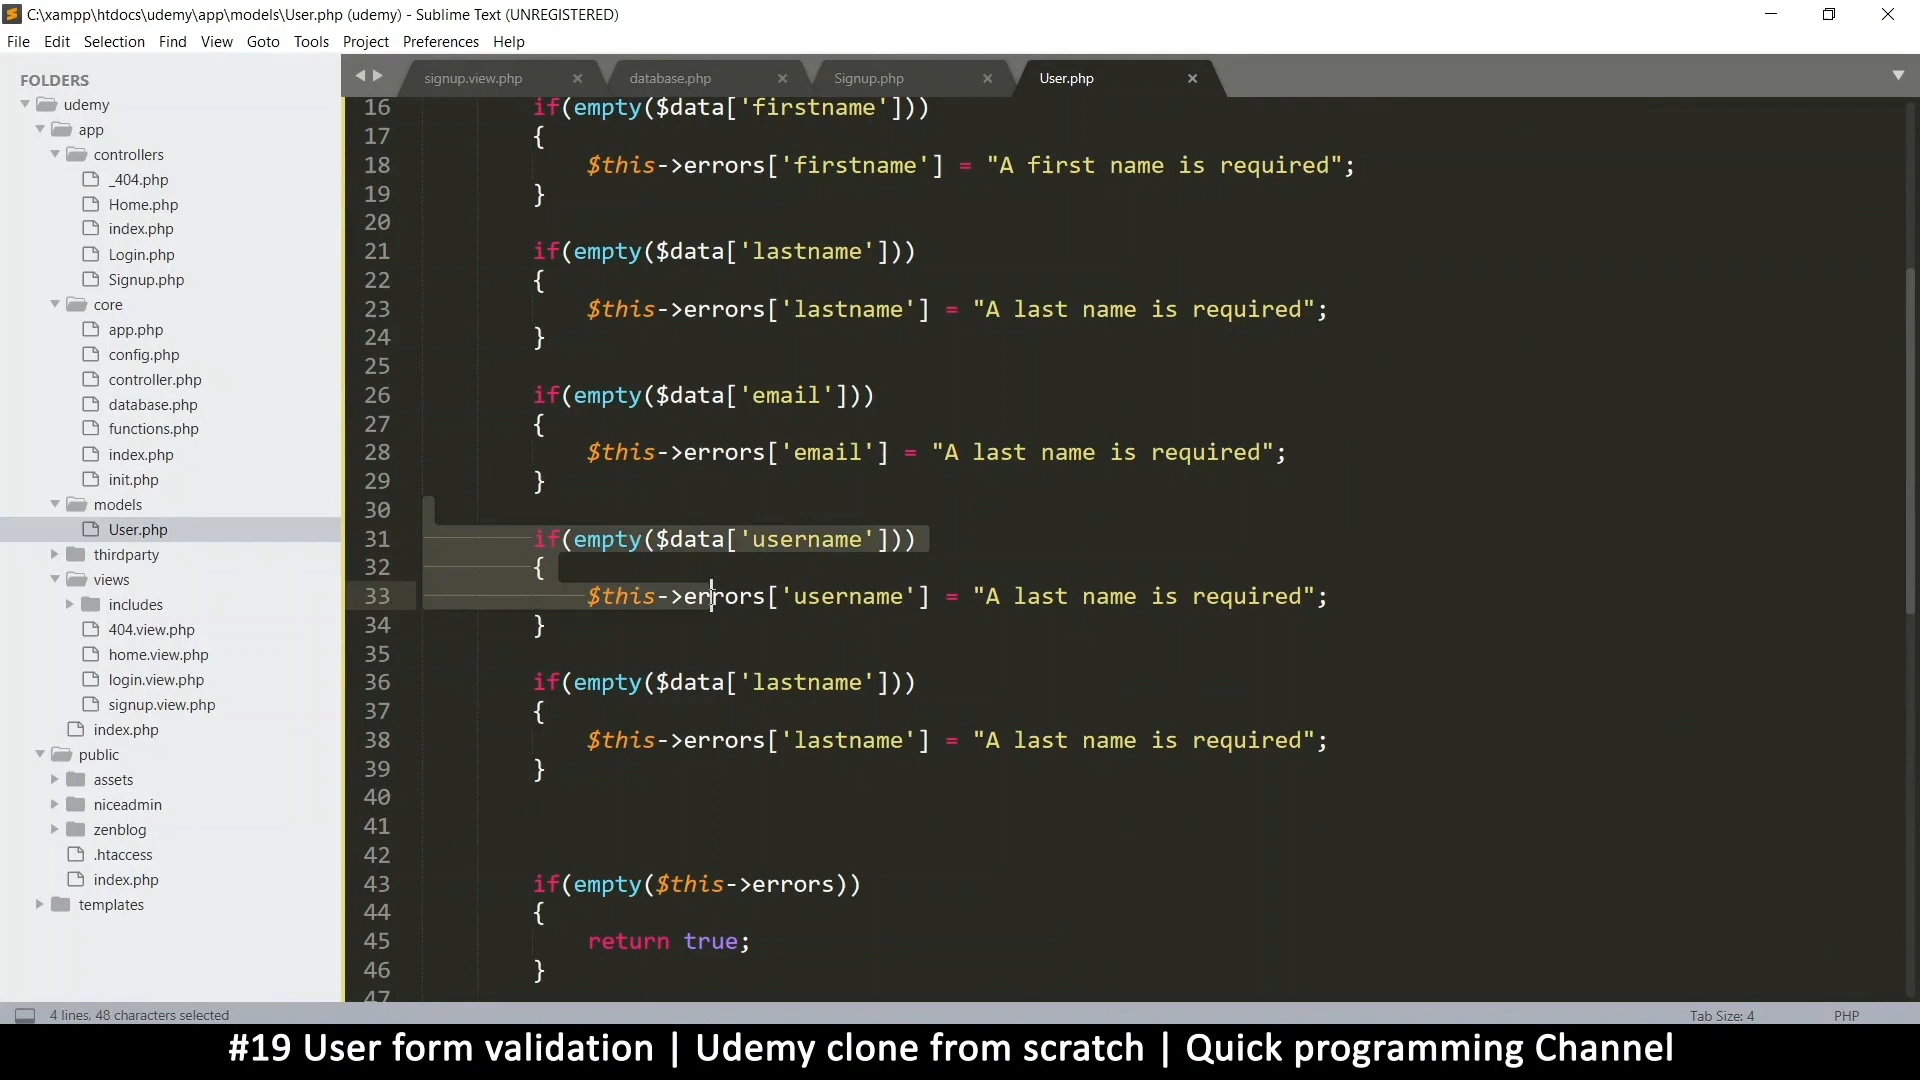 C:\xampp\htdocs\udemy\app\models\User.php (udemy) - Sublime Text (UNREGISTERED)
File Edit Selection Find View Goto Tools Project Preferences Help
FOLDERS
udemy
app
controllers
_404.php
Home.php
index.php
Login.php
Signup.php
core
app.php
config.php
controller.php
database.php
functions.php
index.php
init.php
models
User.php
thirdparty
views
includes
404.view.php
home.view.php
login.view.php
signup.view.php
index.php
public
assets
niceadmin
zenblog
.htaccess
index.php
templates
signup.view.php database.php Signup.php User.php
16 if(empty($data['firstname']))
17 {
18 $this->errors['firstname'] = "A first name is required";
19 }
20
21 if(empty($data['lastname']))
22 {
23 $this->errors['lastname'] = "A last name is required";
24 }
25
26 if(empty($data['email']))
27 {
28 $this->errors['email'] = "A last name is required";
29 }
30
31 if(empty($data['username']))
32 {
33 $this->errors['username'] = "A last name is required";
34 }
35
36 if(empty($data['lastname']))
37 {
38 $this->errors['lastname'] = "A last name is required";
39 }
40
41
42
43 if(empty($this->errors))
44 {
45 return true;
46 }
47
4 lines, 48 characters selected Tab Size: 4 PHP
#19 User form validation | Udemy clone from scratch | Quick programming Channel